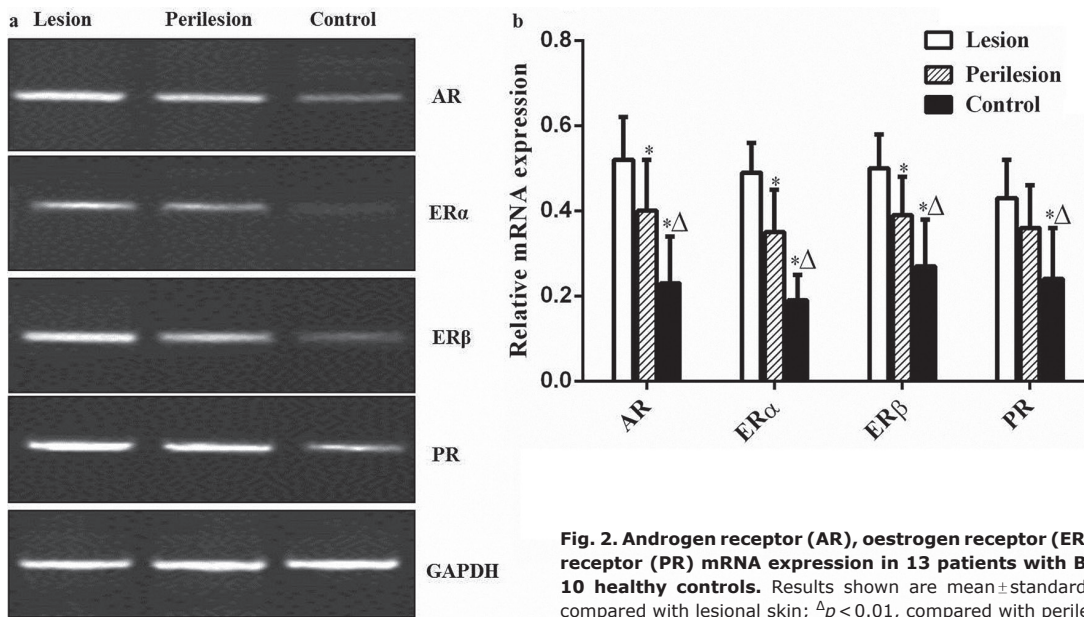 a Lesion Perilesion Control
AR
ERα
ERβ
PR
GAPDH
b
Lesion
Perilesion
Control
Relative mRNA expression
0.8
0.6
0.4
0.2
0.0
*
*Δ
*
*Δ
*
*Δ
*Δ
AR ERα ERβ PR
Fig. 2. Androgen receptor (AR), oestrogen receptor (ER
receptor (PR) mRNA expression in 13 patients with B
10 healthy controls. Results shown are mean±standard
compared with lesional skin; Δp<0.01, compared with perile